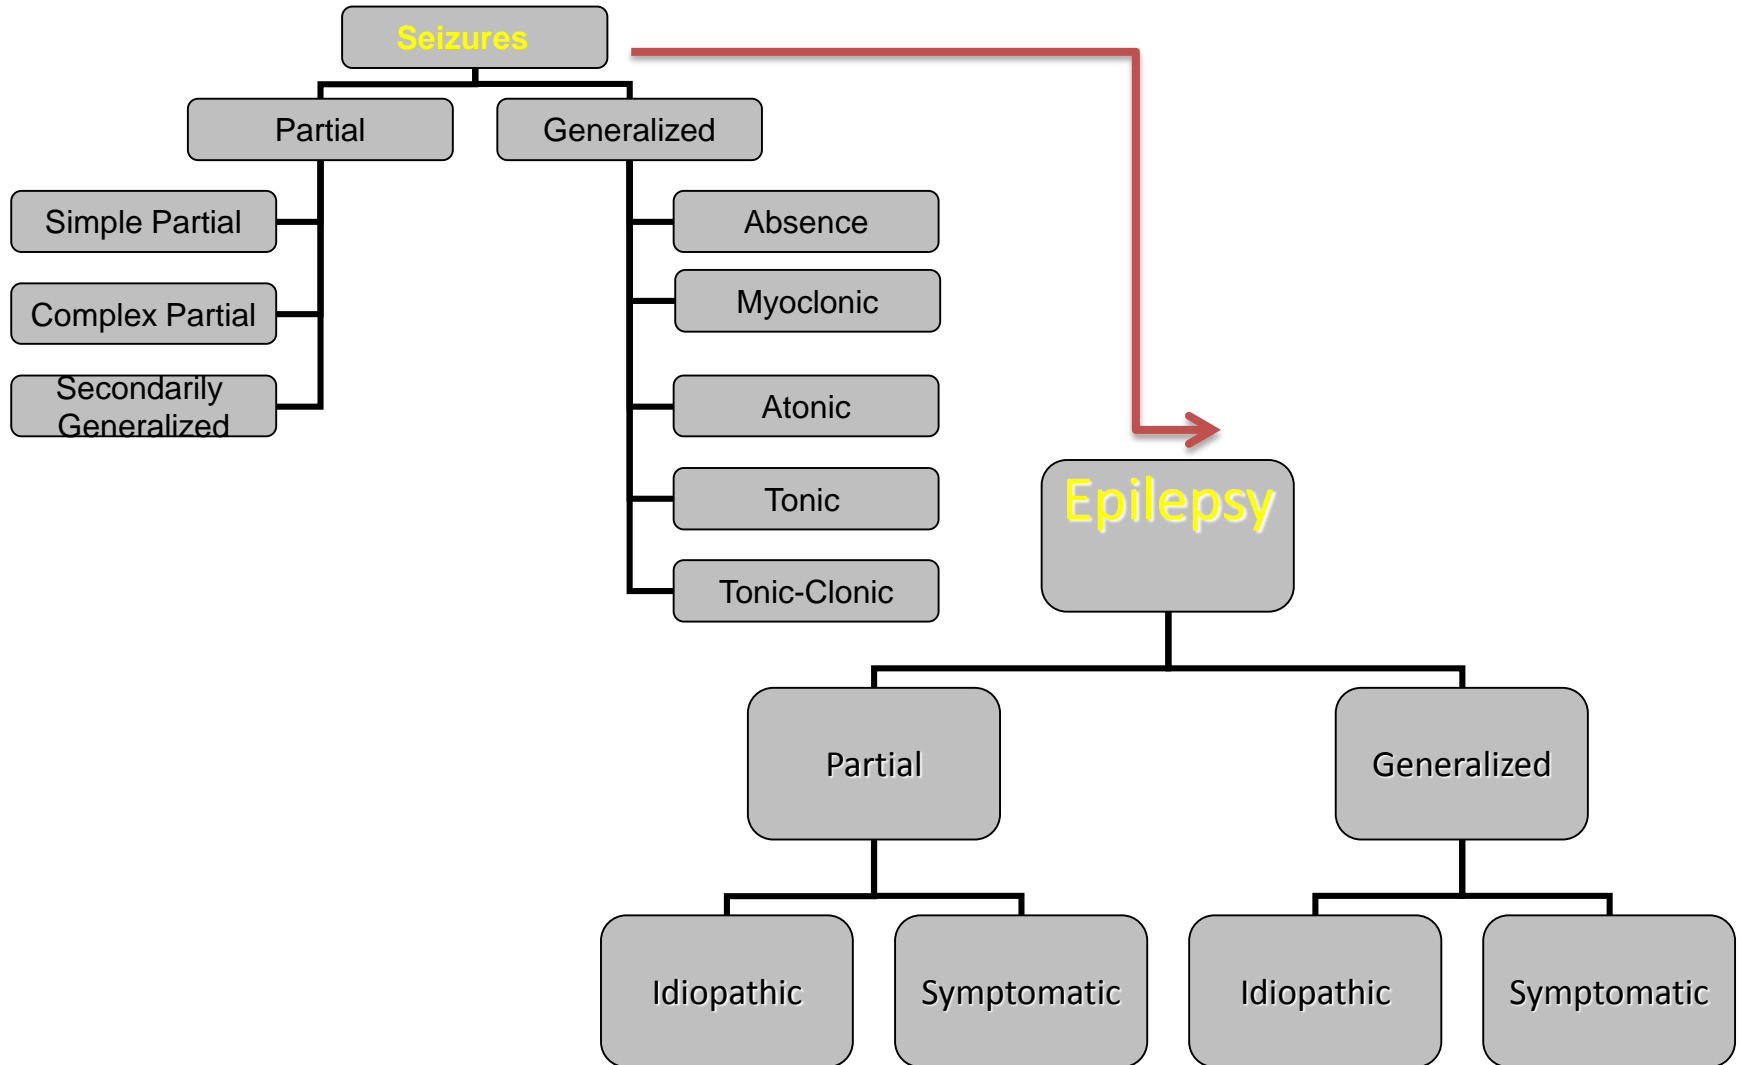 Seizures
Partial
Generalized
Simple Partial
Complex Partial
Secondarily
Generalized
Absence
Myoclonic
Atonic
Tonic
Tonic-Clonic
Epilepsy
Partial
Generalized
Idiopathic
Symptomatic
Idiopathic
Symptomatic